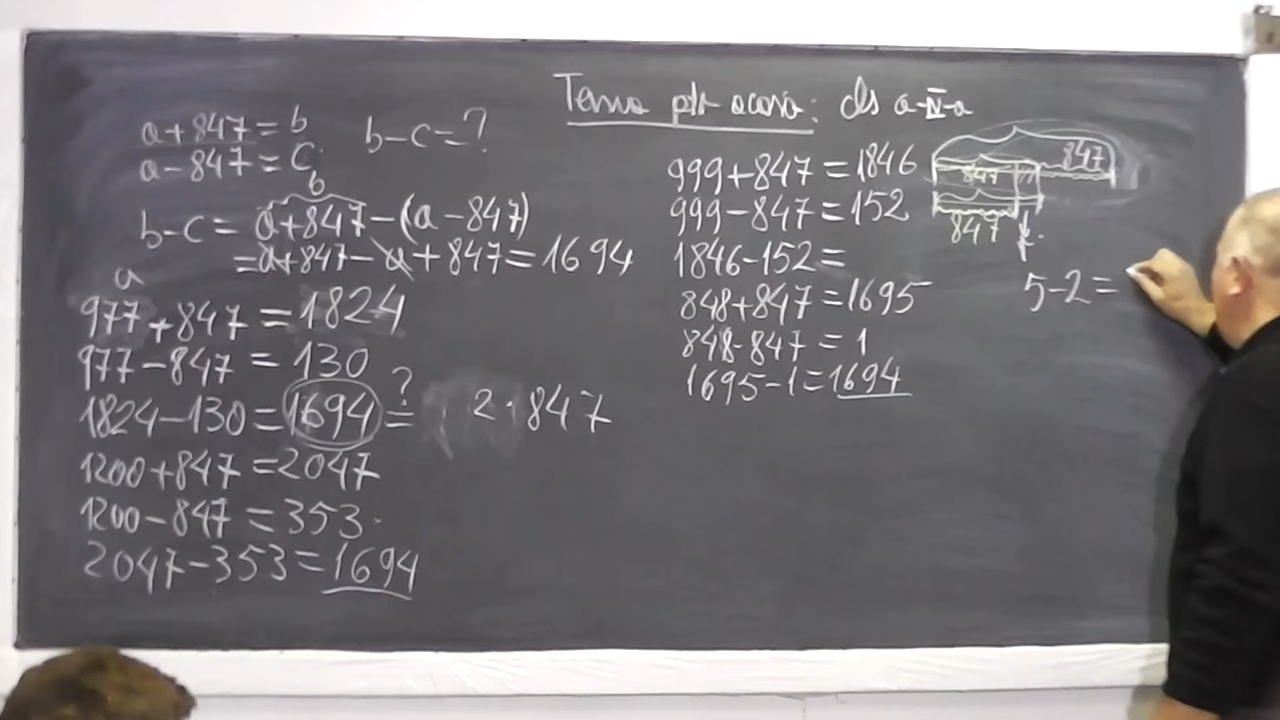 Tema ptr acasă: cls a-IV-a
a+847=b
a-847=c
b-c=?
b
b-c= a+847-(a-847)
=a+847-a+847=1694
a
977+847=1824
977-847=130
1824-130=1694=? 2·847
1200+847=2047
1200-847=353.
2047-353=1694
999+847=1846
999-847=152
1846-152=
848+847=1695
848-847=1
1695-1=1694
847
847
847
5-2=